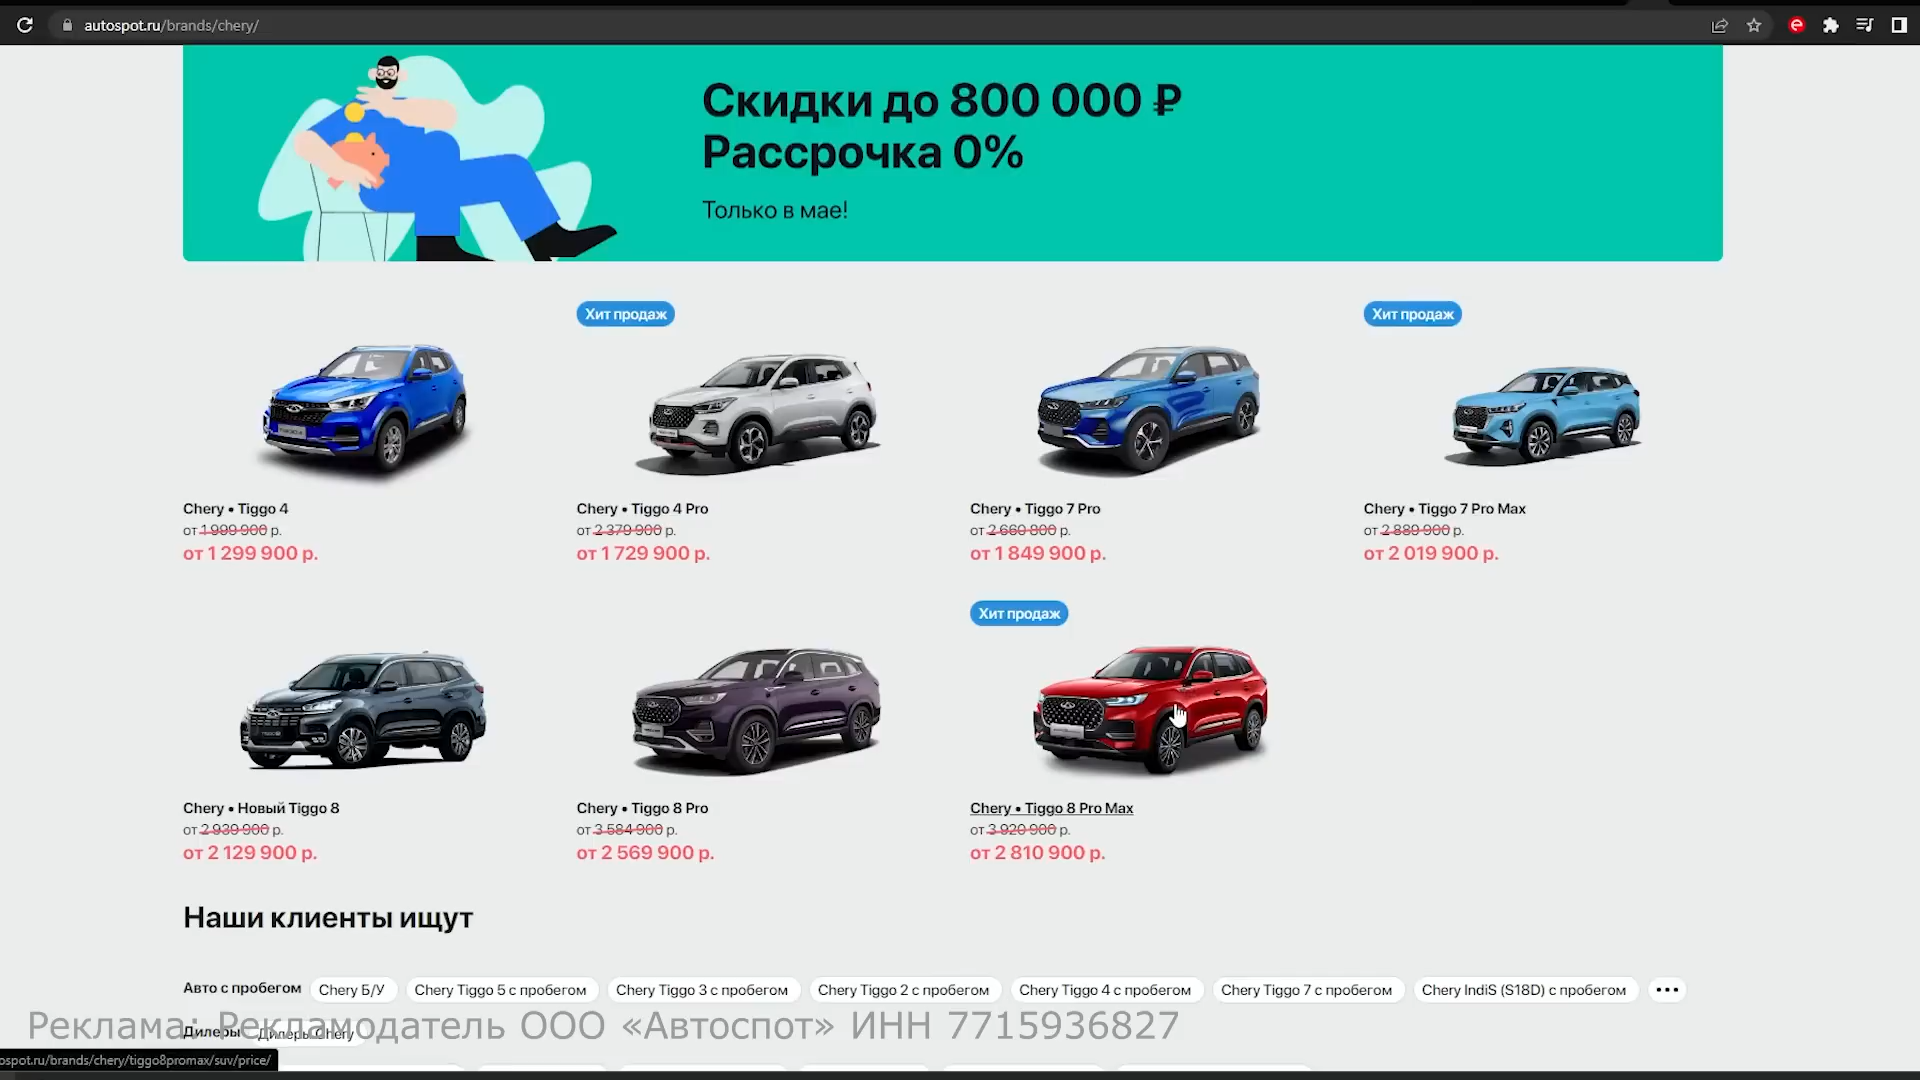 autospot.ru/brands/chery/
Скидки до 800 000 ₽
Рассрочка 0%
Только в мае!
Хит продаж
Хит продаж
Chery • Tiggo 4
от 1 999 900 р.
от 1 299 900 р.
Chery • Tiggo 4 Pro
от 2 379 900 р.
от 1 729 900 р.
Chery • Tiggo 7 Pro
от 2 660 800 р.
от 1 849 900 р.
Chery • Tiggo 7 Pro Max
от 2 889 900 р.
от 2 019 900 р.
Хит продаж
Chery • Новый Tiggo 8
от 2 939 900 р.
от 2 129 900 р.
Chery • Tiggo 8 Pro
от 3 584 900 р.
от 2 569 900 р.
Chery • Tiggo 8 Pro Max
от 3 920 900 р.
от 2 810 900 р.
Наши клиенты ищут
Авто с пробегом Chery Б/У Chery Tiggo 5 с пробегом Chery Tiggo 3 с пробегом Chery Tiggo 2 с пробегом Chery Tiggo 4 с пробегом Chery Tiggo 7 с пробегом Chery IndiS (S18D) с пробегом •••
Дилеры Дилеры Chery
Реклама: Рекламодатель ООО «Автоспот» ИНН 7715936827
ospot.ru/brands/chery/tiggo8promax/suv/price/